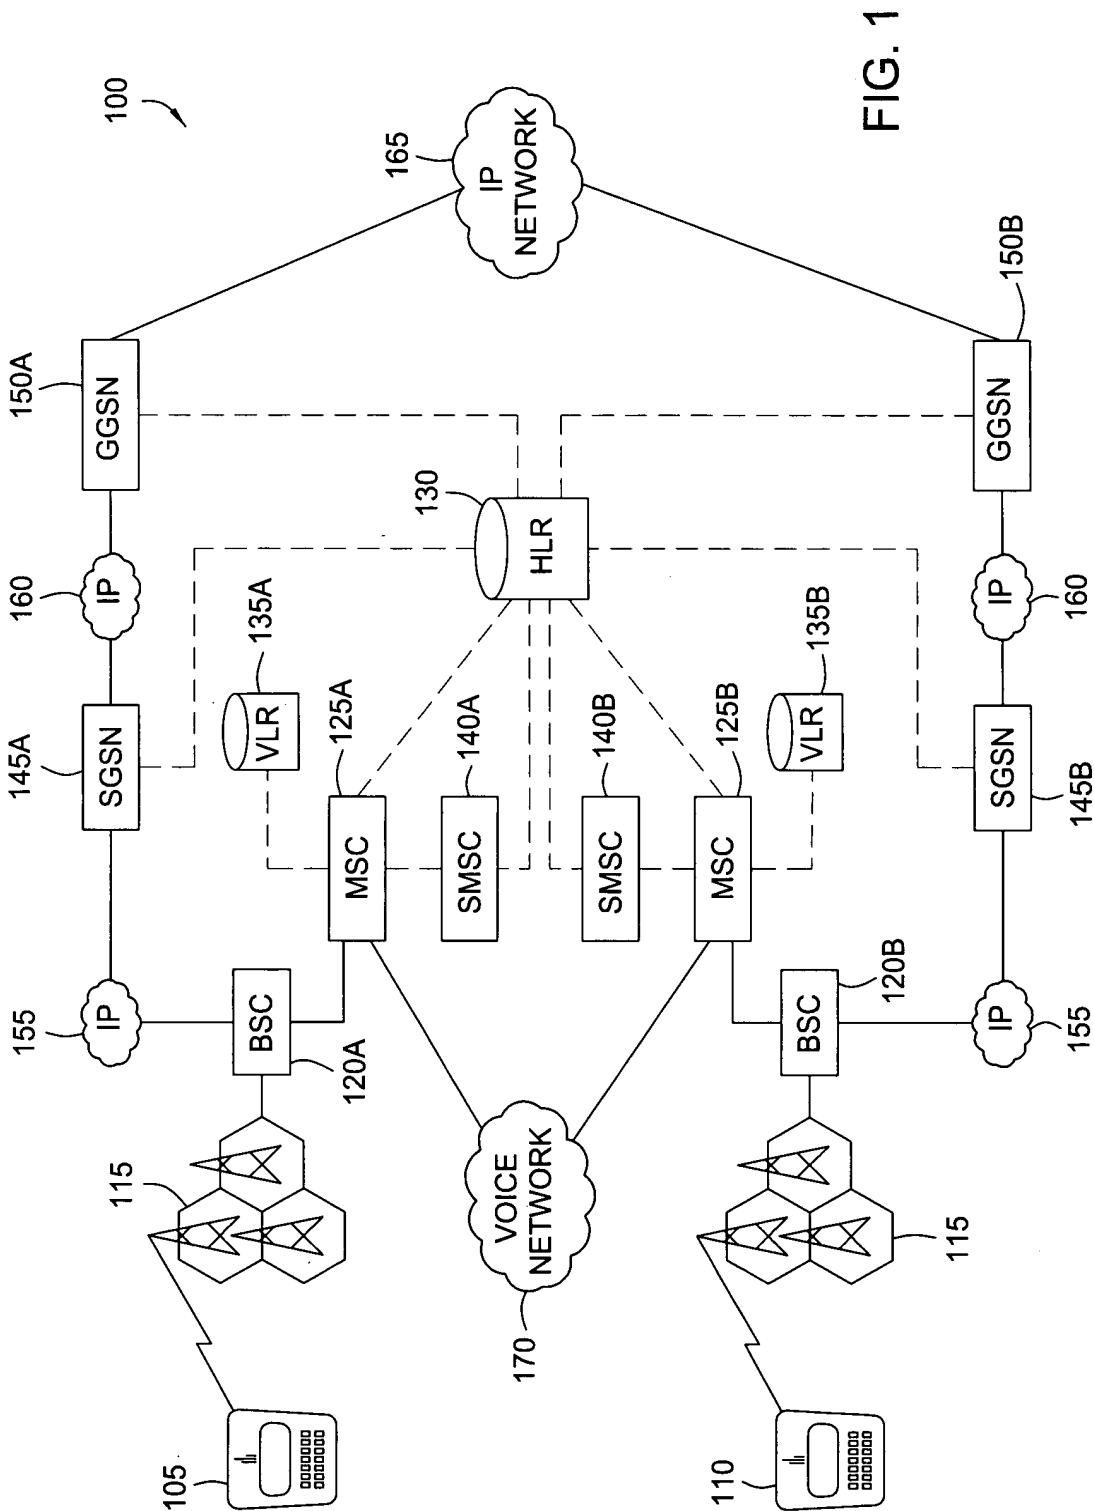 155
145A
160
150A
IP
SGSN
IP
GGSN
100
115
105
BSC
VLR
135A
120A
MSC
125A
165
130
SMSC
140A
VOICE
NETWORK
HLR
IP
NETWORK
170
SMSC
140B
MSC
125B
110
BSC
VLR
135B
120B
FIG. 1
115
IP
SGSN
IP
GGSN
150B
155
145B
160